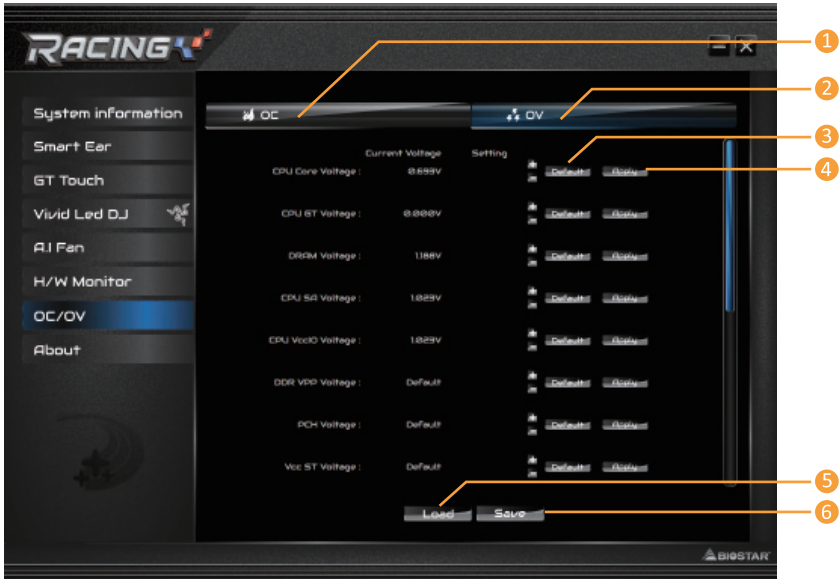 RACING
1
2
System information
OC
OV
Smart Ear
3
Current Voltage Setting
CPU Core Voltage : 0.693V Default Apply
4
GT Touch
Vivid Led DJ
CPU GT Voltage : 0.000V Default Apply
A.I Fan
DRAM Voltage : 1.188V Default Apply
H/W Monitor
CPU SA Voltage : 1.023V Default Apply
OC/OV
CPU VccIO Voltage : 1.023V Default Apply
About
DDR VPP Voltage : Default Default Apply
PCH Voltage : Default Default Apply
Vcc ST Voltage : Default Default Apply
5
Load Save
6
BIOSTAR